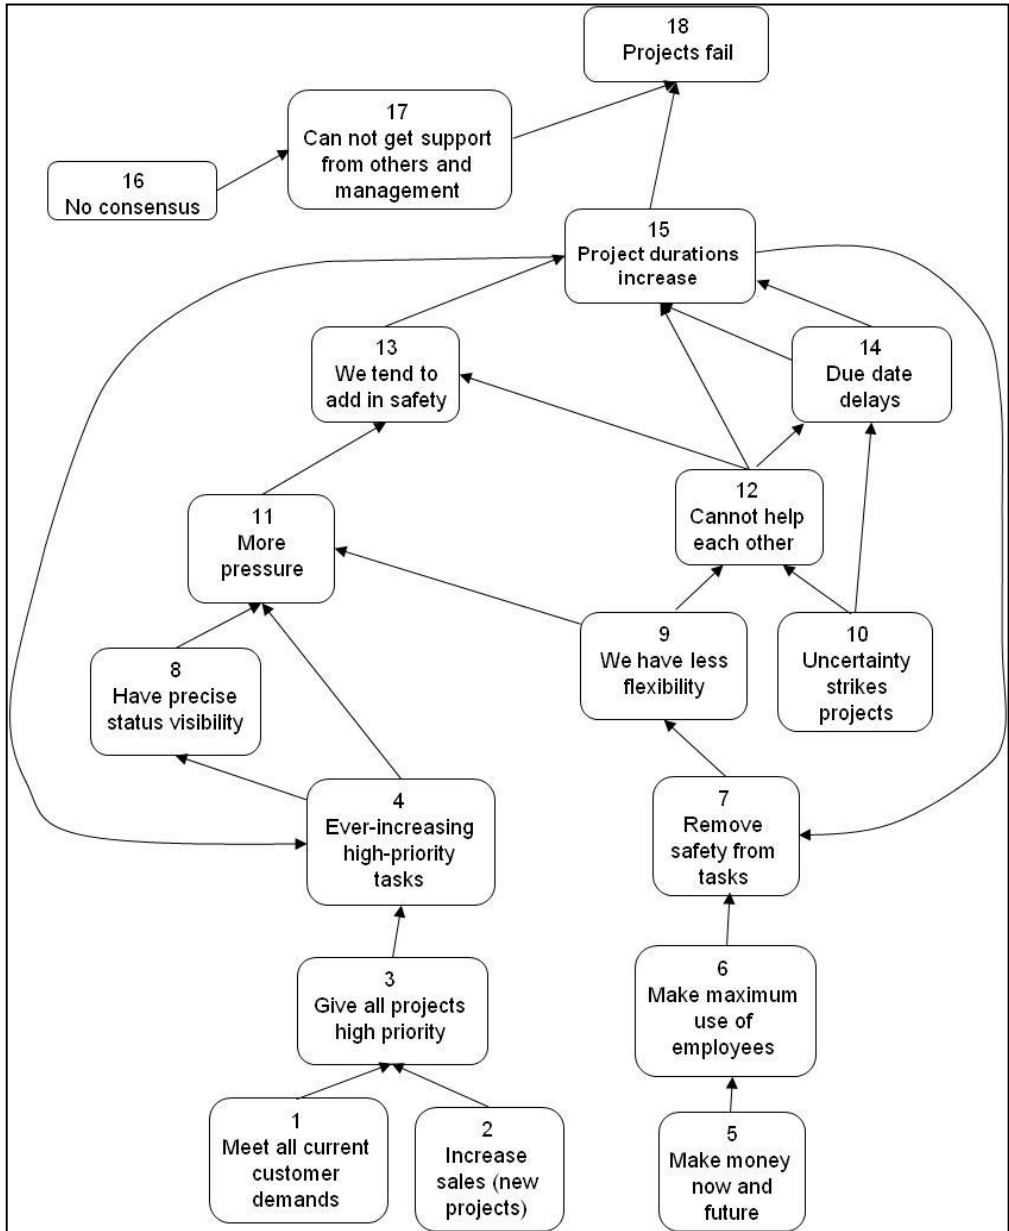 18
Projects fail
17
Can not get support
from others and
management
16
No consensus
15
Project durations
increase
13
We tend to
add in safety
14
Due date
delays
12
Cannot help
each other
11
More
pressure
9
We have less
flexibility
10
Uncertainty
strikes
projects
8
Have precise
status visibility
4
Ever-increasing
high-priority
tasks
7
Remove
safety from
tasks
3
Give all projects
high priority
6
Make maximum
use of
employees
1
Meet all current
customer
demands
2
Increase
sales (new
projects)
5
Make money
now and
future